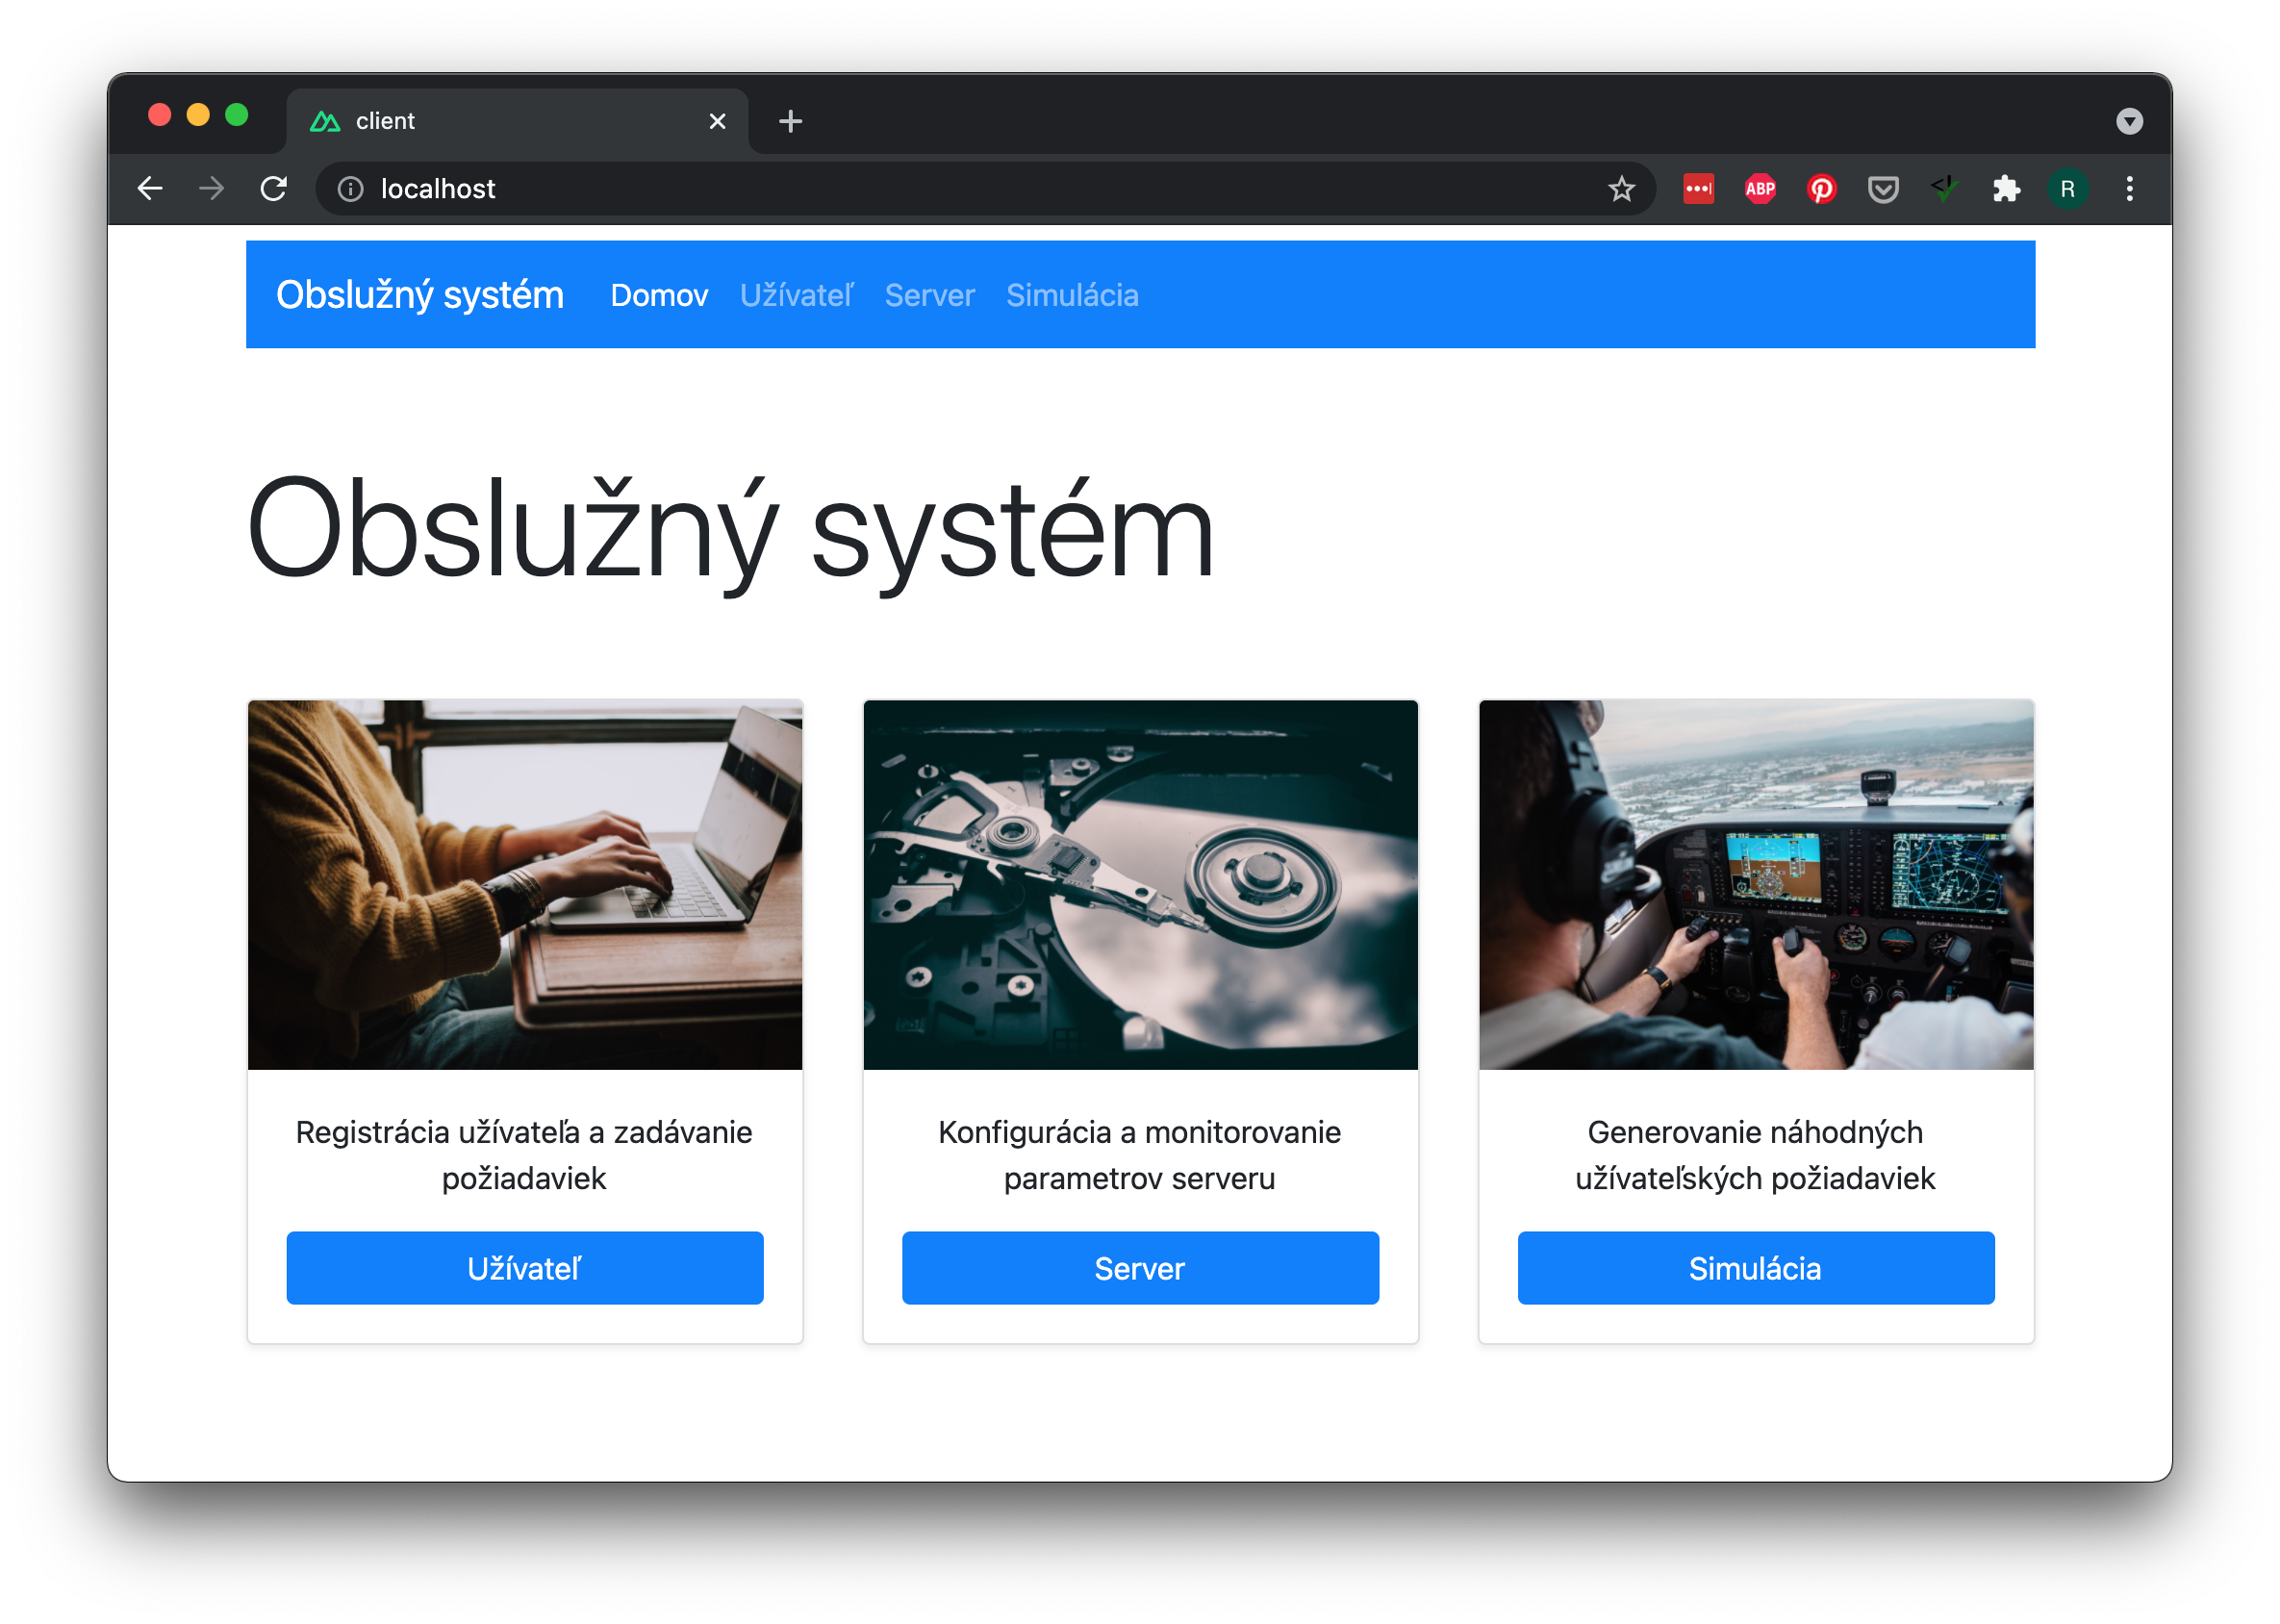 client
localhost
ABP
R
Obslužný systém Domov Užívateľ Server Simulácia
Obslužný systém
Registrácia užívateľa a zadávanie
požiadaviek
Užívateľ
Konfigurácia a monitorovanie
parametrov serveru
Server
Generovanie náhodných
užívateľských požiadaviek
Simulácia